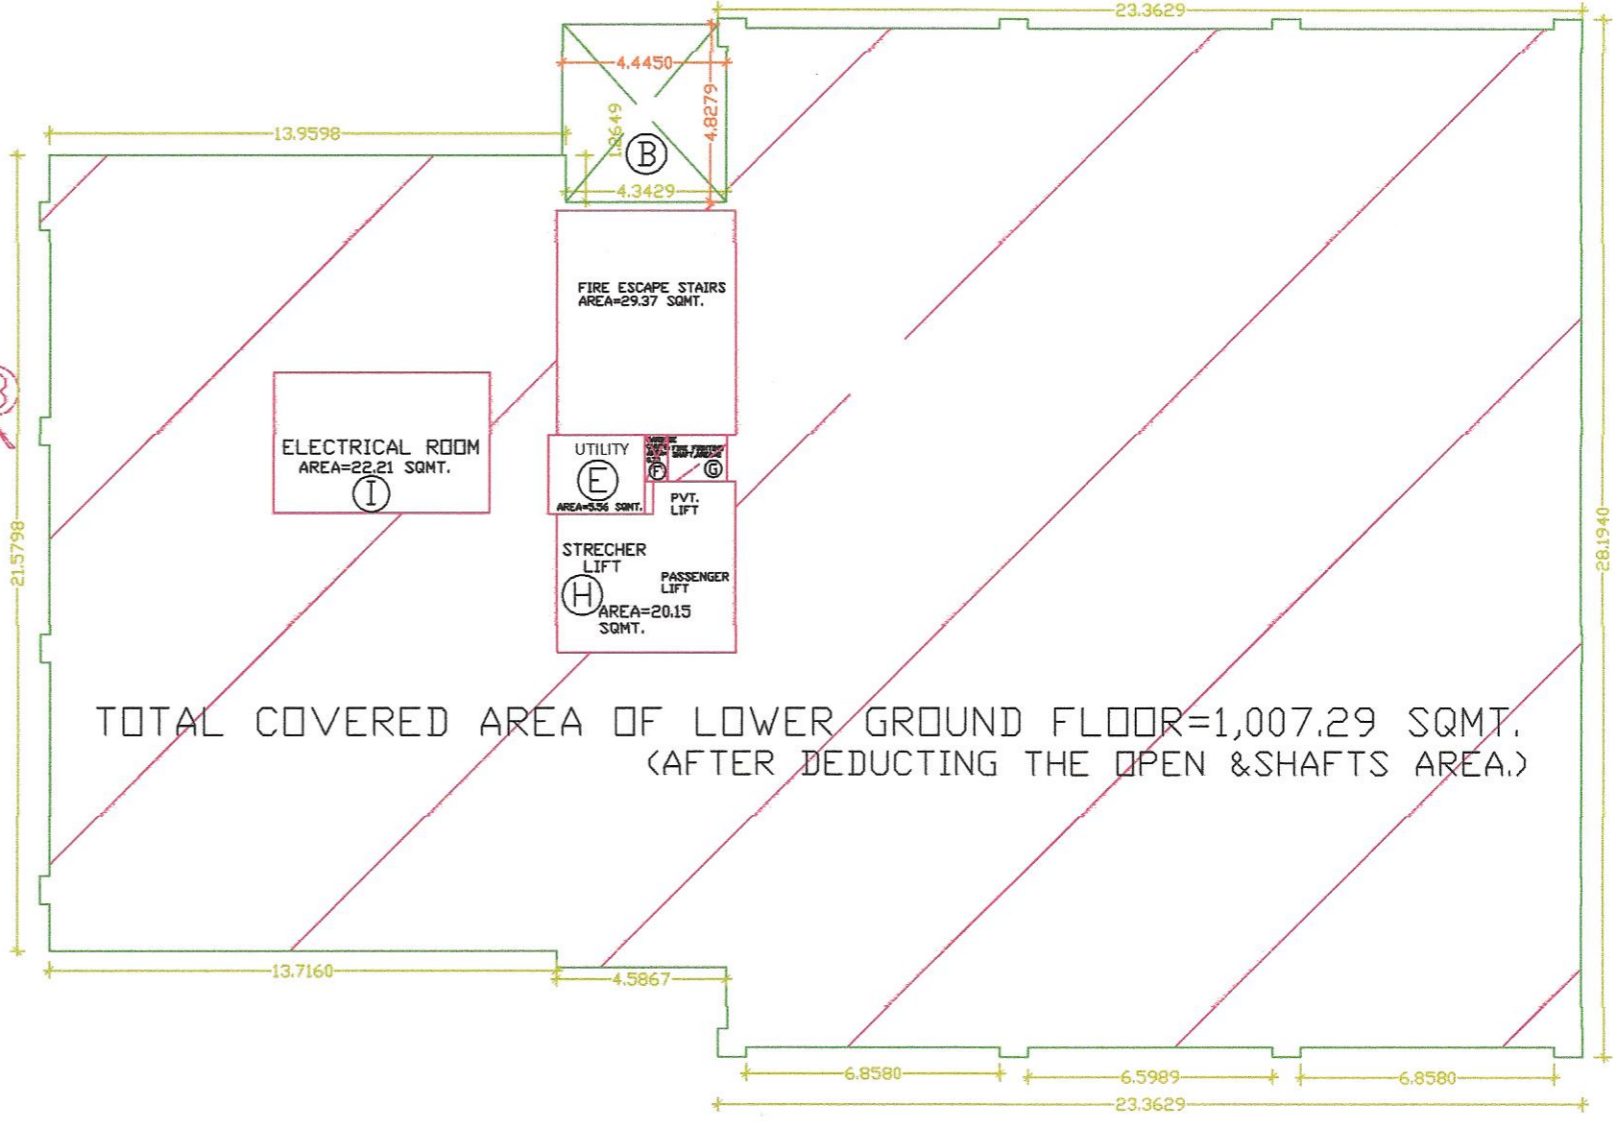 23.3629
4.4450
4.8279
13.9598
B
4.3429
FIRE ESCAPE STAIRS
AREA=29.37 SQMT.
ELECTRICAL ROOM
AREA=22.21 SQMT.
I
UTILITY
E
AREA=5.56 SQMT.
F
G
PVT.
LIFT
STRECHER
LIFT
H
PASSENGER
LIFT
AREA=20.15
SQMT.
21.5798
28.1940
TOTAL COVERED AREA OF LOWER GROUND FLOOR=1,007.29 SQMT.
(AFTER DEDUCTING THE OPEN &SHAFTS AREA.)
13.7160
4.5867
6.8580
6.5989
6.8580
23.3629